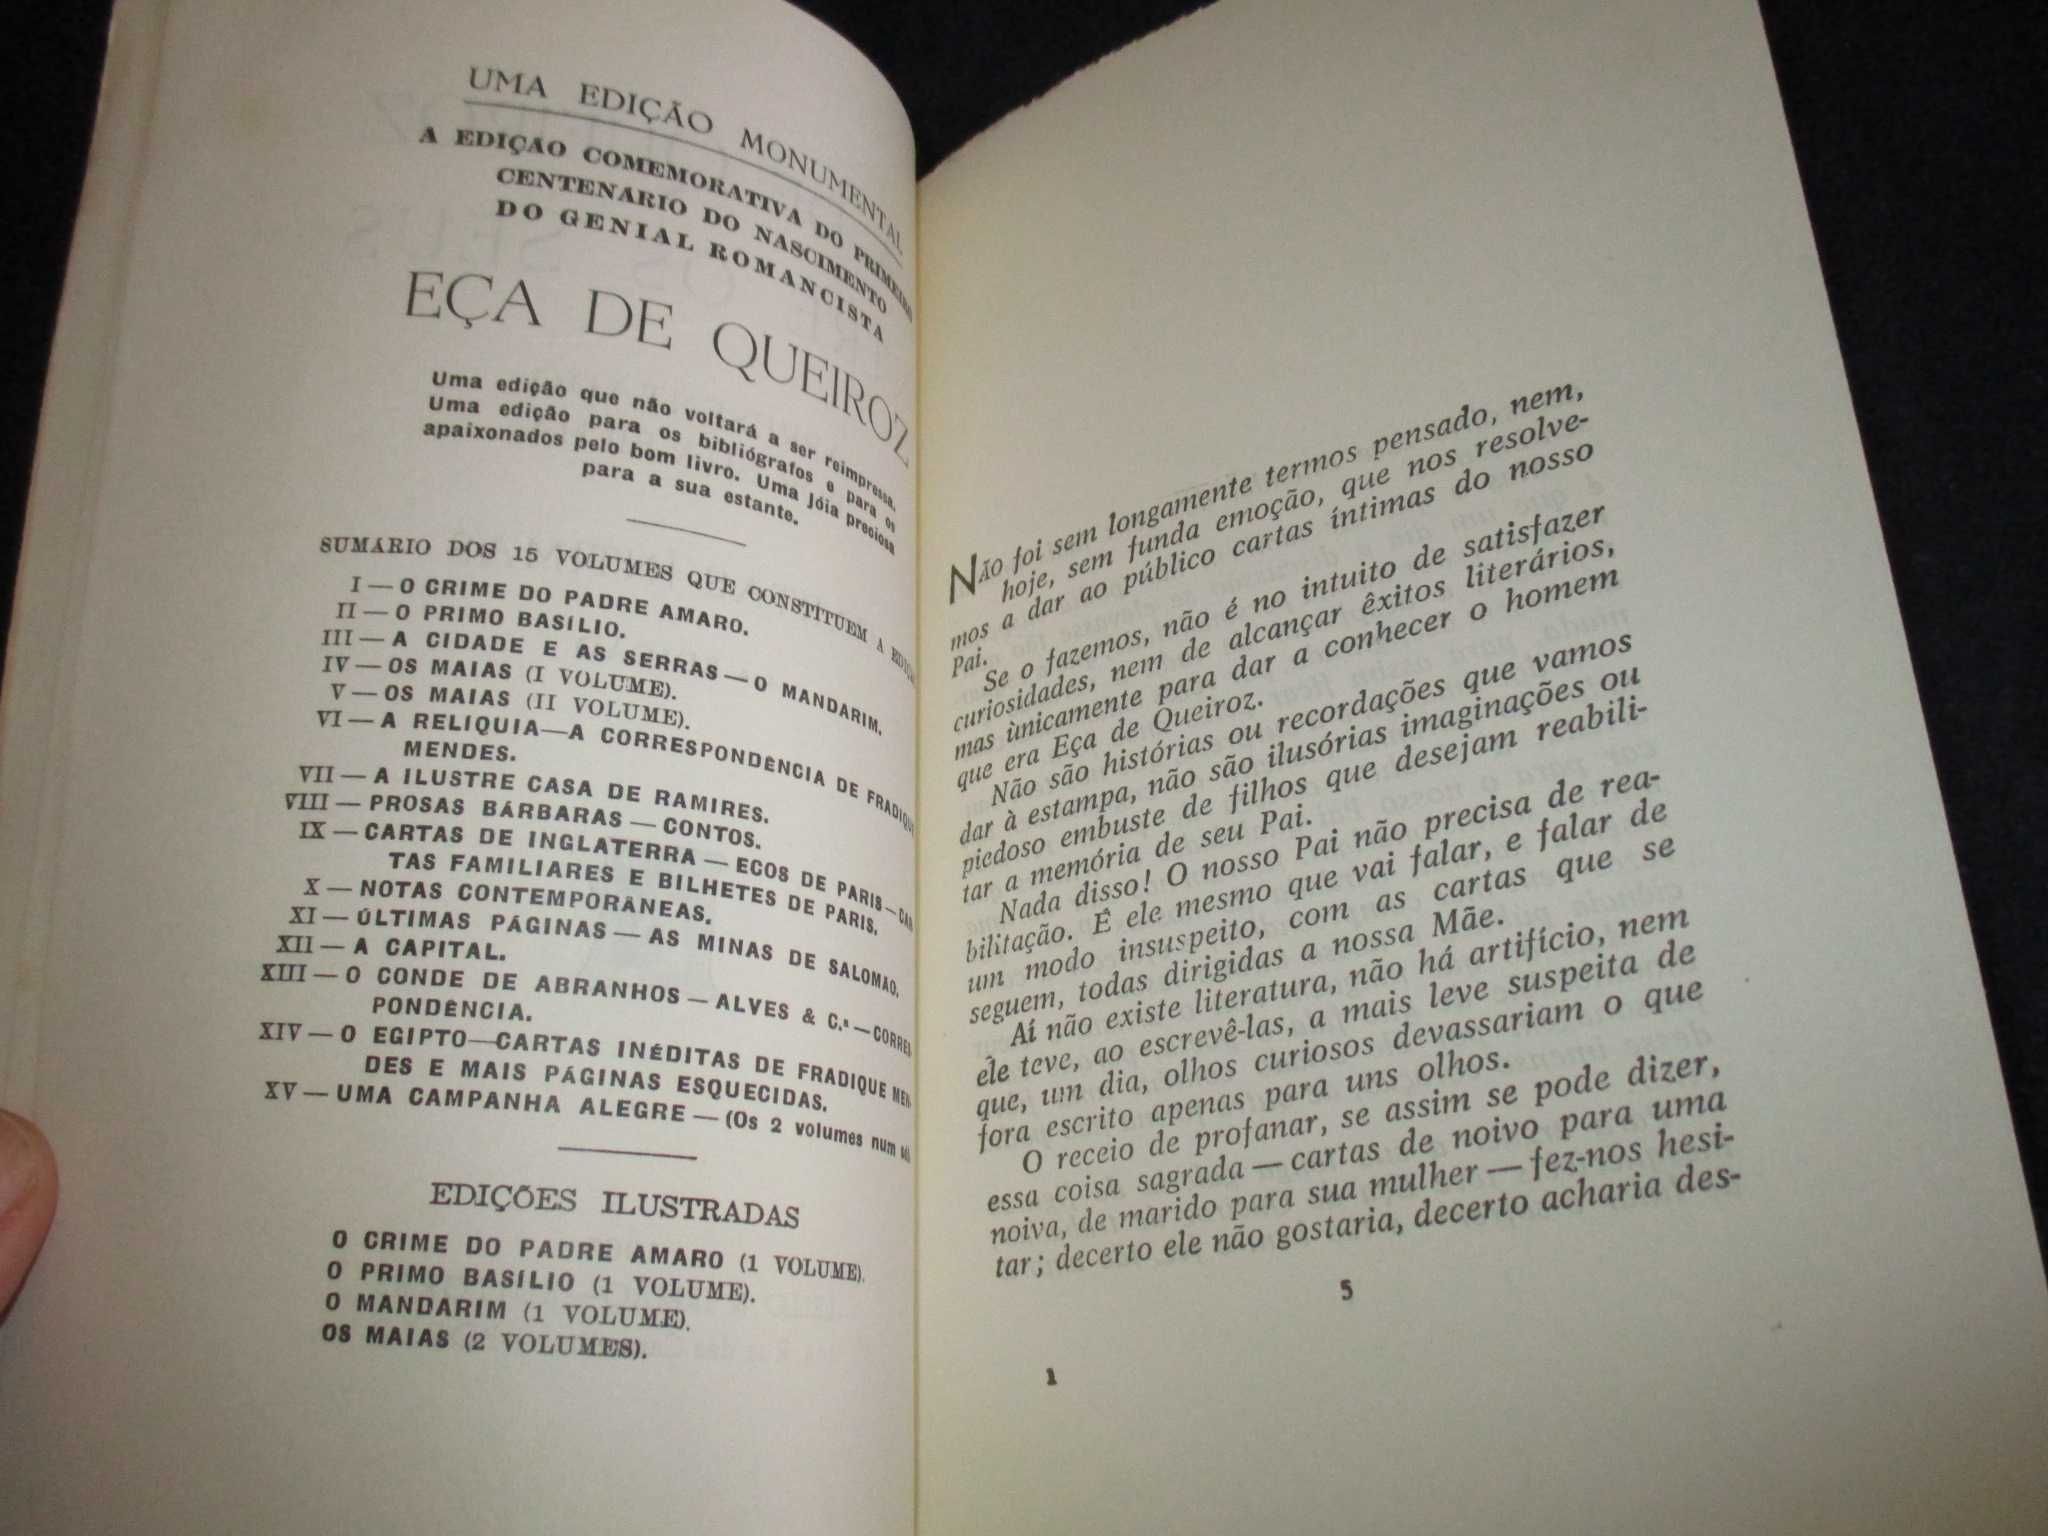 UMA EDIÇÃO MONUMENTAL
A EDIÇÃO COMEMORATIVA DO PRIMEIRO
CENTENARIO DO NASCIMENTO
DO GENIAL ROMANCISTA
EÇA DE QUEIROZ
Uma edição que não voltará a ser reimpressa.
Uma edição para os bibliógrafos e para os
apaixonados pelo bom livro. Uma jóia preciosa
para a sua estante.
SUMÁRIO DOS 15 VOLUMES QUE CONSTITUEM A EDIÇÃO
I — O CRIME DO PADRE AMARO.
II — O PRIMO BASÍLIO.
III — A CIDADE E AS SERRAS — O MANDARIM.
IV — OS MAIAS (I VOLUME).
V — OS MAIAS (II VOLUME).
VI — A RELIQUIA — A CORRESPONDÊNCIA DE FRADIQUE
MENDES.
VII — A ILUSTRE CASA DE RAMIRES.
VIII — PROSAS BÁRBARAS — CONTOS.
IX — CARTAS DE INGLATERRA — ECOS DE PARIS — CAR
TAS FAMILIARES E BILHETES DE PARIS.
X — NOTAS CONTEMPORÂNEAS.
XI — ÚLTIMAS PÁGINAS — AS MINAS DE SALOMÃO.
XII — A CAPITAL.
XIII — O CONDE DE ABRANHOS — ALVES & C.ª — CORRES
PONDÊNCIA.
XIV — O EGIPTO — CARTAS INÉDITAS DE FRADIQUE MEN-
DES E MAIS PÁGINAS ESQUECIDAS.
XV — UMA CAMPANHA ALEGRE — (Os 2 volumes num só)
EDIÇÕES ILUSTRADAS
O CRIME DO PADRE AMARO (1 VOLUME).
O PRIMO BASÍLIO (1 VOLUME).
O MANDARIM (1 VOLUME).
OS MAIAS (2 VOLUMES).
NÃO foi sem longamente termos pensado, nem,
hoje, sem funda emoção, que nos resolve-
mos a dar ao público cartas íntimas do nosso
Pai.
Se o fazemos, não é no intuito de satisfazer
curiosidades, nem de alcançar êxitos literários,
mas ùnicamente para dar a conhecer o homem
que era Eça de Queiroz.
Não são histórias ou recordações que vamos
dar à estampa, não são ilusórias imaginações ou
piedoso embuste de filhos que desejam reabili-
tar a memória de seu Pai.
Nada disso! O nosso Pai não precisa de rea-
bilitação. É ele mesmo que vai falar, e falar de
um modo insuspeito, com as cartas que se
seguem, todas dirigidas a nossa Mãe.
Aí não existe literatura, não há artifício, nem
êle teve, ao escrevê-las, a mais leve suspeita de
que, um dia, olhos curiosos devassariam o que
fora escrito apenas para uns olhos.
O receio de profanar, se assim se pode dizer,
essa coisa sagrada — cartas de noivo para uma
noiva, de marido para sua mulher — fez-nos hesi-
tar; decerto ele não gostaria, decerto acharia des-
5
1